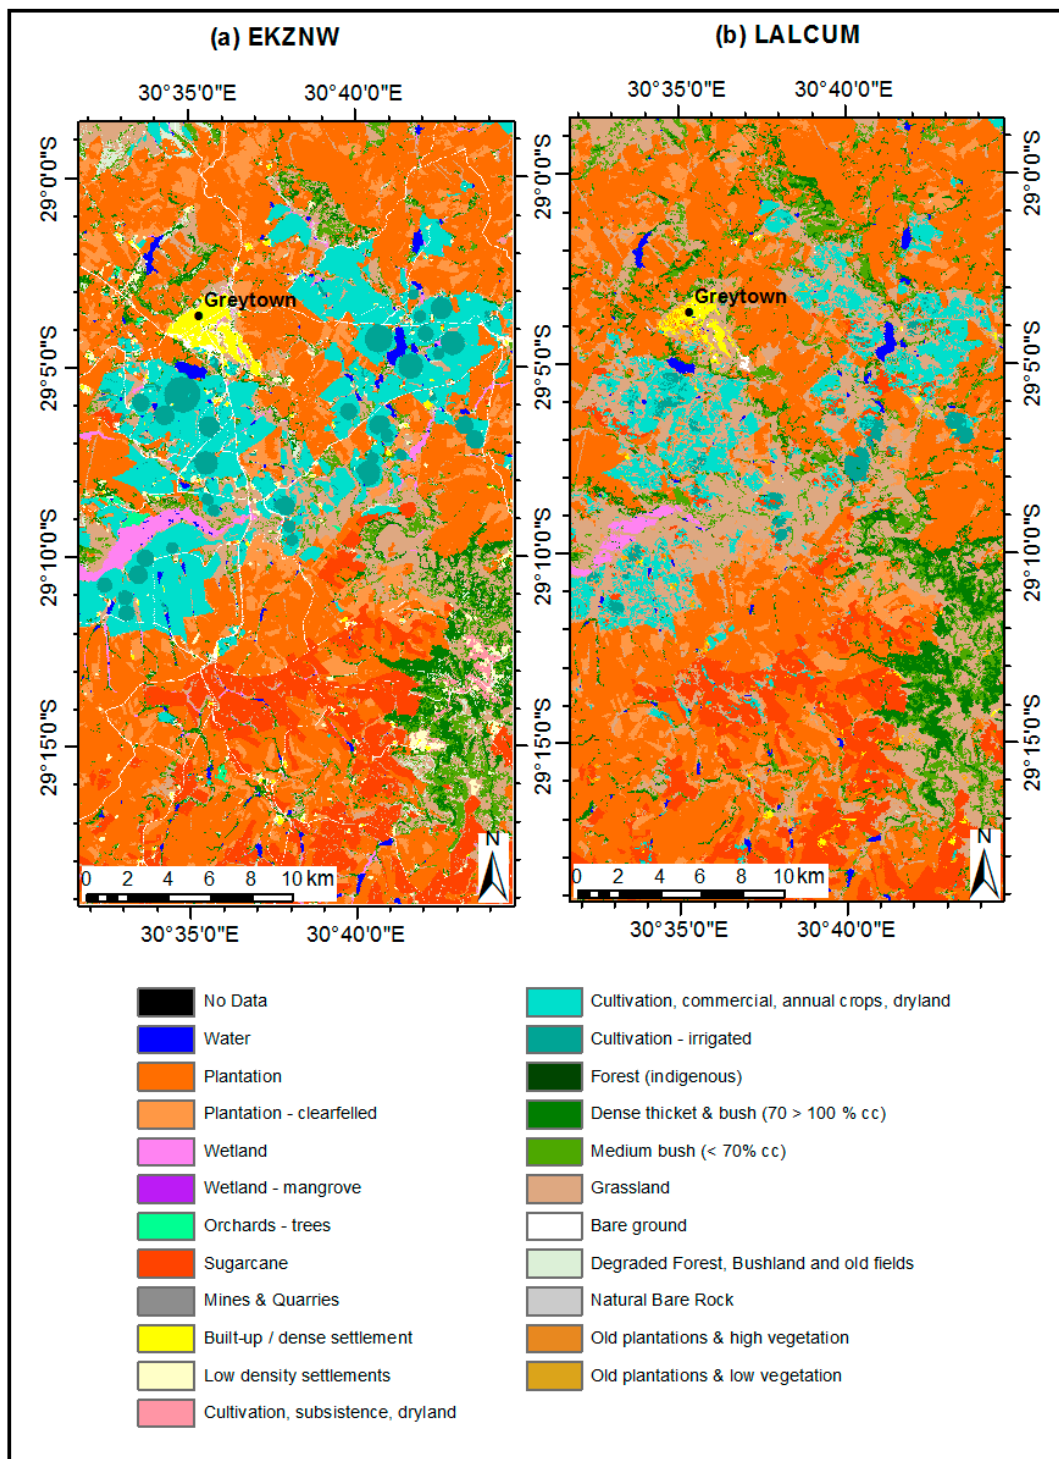 (a) EKZNW
(b) LALCUM
30°35'0"E
30°40'0"E
30°35'0"E
30°40'0"E
29°0'0"S
29°5'0"S
29°10'0"S
29°15'0"S
29°0'0"S
29°5'0"S
29°10'0"S
29°15'0"S
29°0'0"S
29°5'0"S
29°10'0"S
29°15'0"S
Greytown
Greytown
N
0 2 4 6 8 10 km
N
0 2 4 6 8 10 km
30°35'0"E
30°40'0"E
30°35'0"E
30°40'0"E
No Data
Water
Plantation
Plantation - clearfelled
Wetland
Wetland - mangrove
Orchards - trees
Sugarcane
Mines & Quarries
Built-up / dense settlement
Low density settlements
Cultivation, subsistence, dryland
Cultivation, commercial, annual crops, dryland
Cultivation - irrigated
Forest (indigenous)
Dense thicket & bush (70 > 100 % cc)
Medium bush (< 70% cc)
Grassland
Bare ground
Degraded Forest, Bushland and old fields
Natural Bare Rock
Old plantations & high vegetation
Old plantations & low vegetation